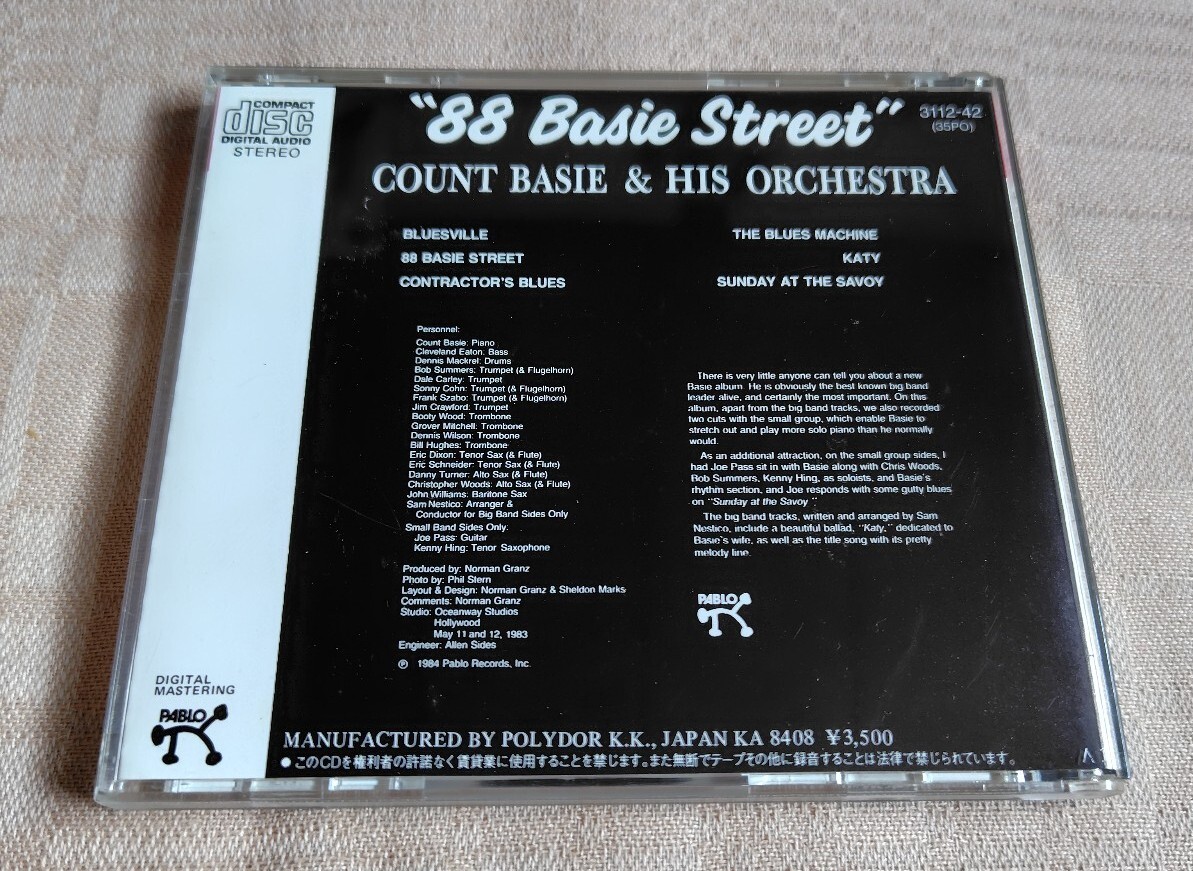 COMPACT
disc
DIGITAL AUDIO
STEREO
"88 Basie Street"
3112-42
(35PO)
COUNT BASIE & HIS ORCHESTRA
BLUESVILLE
88 BASIE STREET
CONTRACTOR'S BLUES
THE BLUES MACHINE
KATY
SUNDAY AT THE SAVOY
Personnel:
Count Basie: Piano
Cleveland Eaton: Bass
Dennis Mackrel: Drums
Bob Summers: Trumpet (& Flugelhorn)
Dale Carley: Trumpet
Sonny Cohn: Trumpet (& Flugelhorn)
Frank Szabo: Trumpet (& Flugelhorn)
Jim Crawford: Trumpet
Booty Wood: Trombone
Grover Mitchell: Trombone
Dennis Wilson: Trombone
Bill Hughes: Trombone
Eric Dixon: Tenor Sax (& Flute)
Eric Schneider: Tenor Sax (& Flute)
Danny Turner: Alto Sax (& Flute)
Christopher Woods: Alto Sax (& Flute)
John Williams: Baritone Sax
Sam Nestico: Arranger &
Conductor for Big Band Sides Only
Small Band Sides Only:
Joe Pass: Guitar
Kenny Hing: Tenor Saxophone
Produced by: Norman Granz
Photo by: Phil Stern
Layout & Design: Norman Granz & Sheldon Marks
Comments: Norman Granz
Studio: Oceanway Studios
Hollywood
May 11 and 12, 1983
Engineer: Allen Sides
℗ 1984 Pablo Records, Inc.
There is very little anyone can tell you about a new
Basie album. He is obviously the best known big band
leader alive, and certainly the most important. On this
album, apart from the big band tracks, we also recorded
two cuts with the small group, which enable Basie to
stretch out and play more solo piano than he normally
would.
As an additional attraction, on the small group sides, I
had Joe Pass sit in with Basie along with Chris Woods,
Bob Summers, Kenny Hing, as soloists, and Basie's
rhythm section, and Joe responds with some gutty blues
on "Sunday at the Savoy."
The big band tracks, written and arranged by Sam
Nestico, include a beautiful ballad, "Katy," dedicated to
Basie's wife, as well as the title song with its pretty
melody line.
PABLO
DIGITAL
MASTERING
PABLO
MANUFACTURED BY POLYDOR K.K., JAPAN KA 8408 ¥3,500
●このCDを権利者の許諾なく賃貸業に使用することを禁じます。また無断でテープその他に録音することは法律で禁じられています。